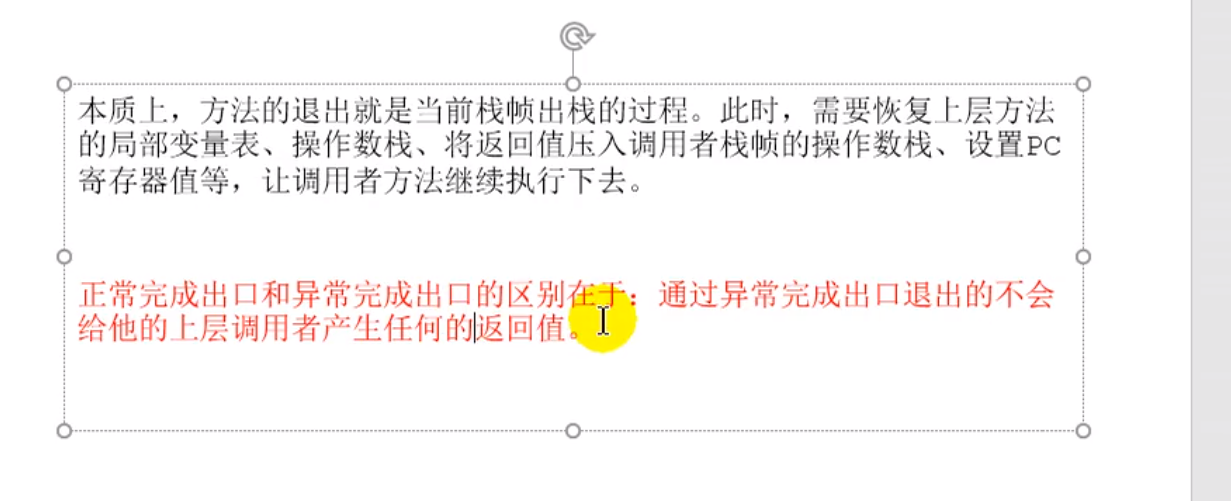 本质上，方法的退出就是当前栈帧出栈的过程。此时，需要恢复上层方法
的局部变量表、操作数栈、将返回值压入调用者栈帧的操作数栈、设置PC
寄存器值等，让调用者方法继续执行下去。
正常完成出口和异常完成出口的区别在于：通过异常完成出口退出的不会
给他的上层调用者产生任何的返回值。